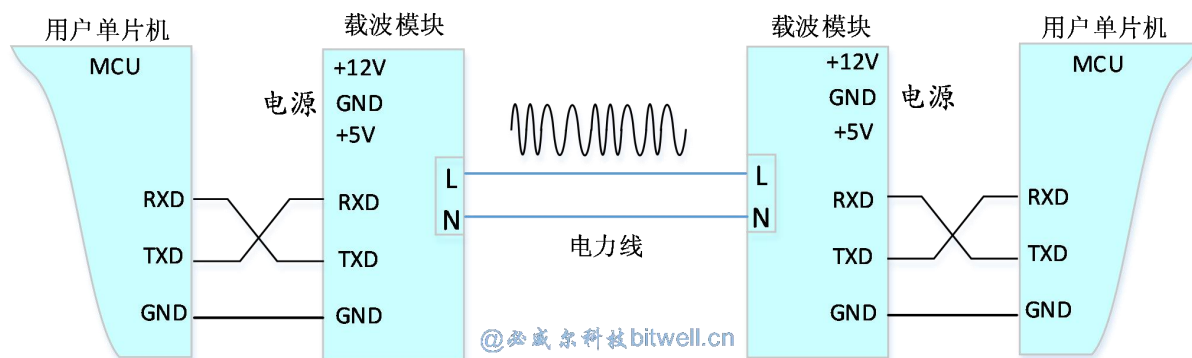 用户单片机
MCU
RXD
TXD
GND
载波模块
电源
+12V
GND
+5V
L
N
RXD
TXD
GND
电力线
载波模块
+12V
GND
+5V
电源
L
N
RXD
TXD
GND
用户单片机
MCU
RXD
TXD
GND
@必威尔科技bitwell.cn